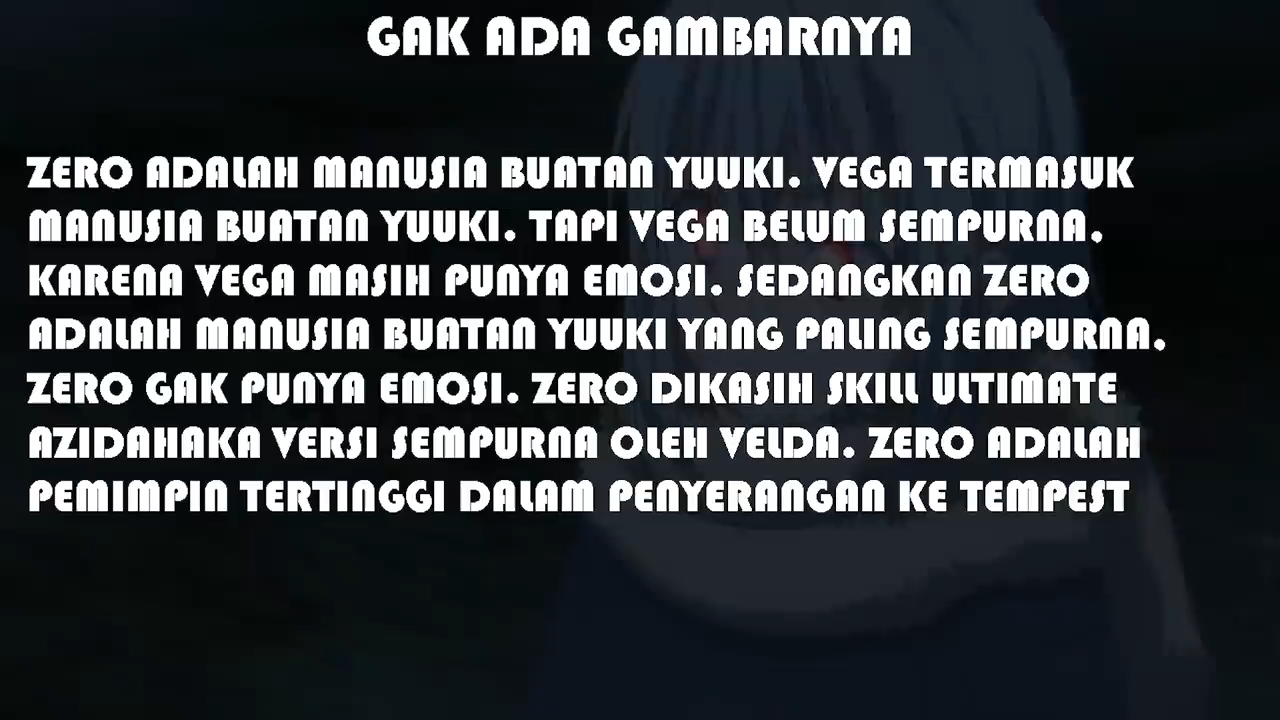 GAK ADA GAMBARNYA
ZERO ADALAH MANUSIA BUATAN YUUKI. VEGA TERMASUK
MANUSIA BUATAN YUUKI. TAPI VEGA BELUM SEMPURNA.
KARENA VEGA MASIH PUNYA EMOSI. SEDANGKAN ZERO
ADALAH MANUSIA BUATAN YUUKI YANG PALING SEMPURNA.
ZERO GAK PUNYA EMOSI. ZERO DIKASIH SKILL ULTIMATE
AZIDAHAKA VERSI SEMPURNA OLEH VELDA. ZERO ADALAH
PEMIMPIN TERTINGGI DALAM PENYERANGAN KE TEMPEST